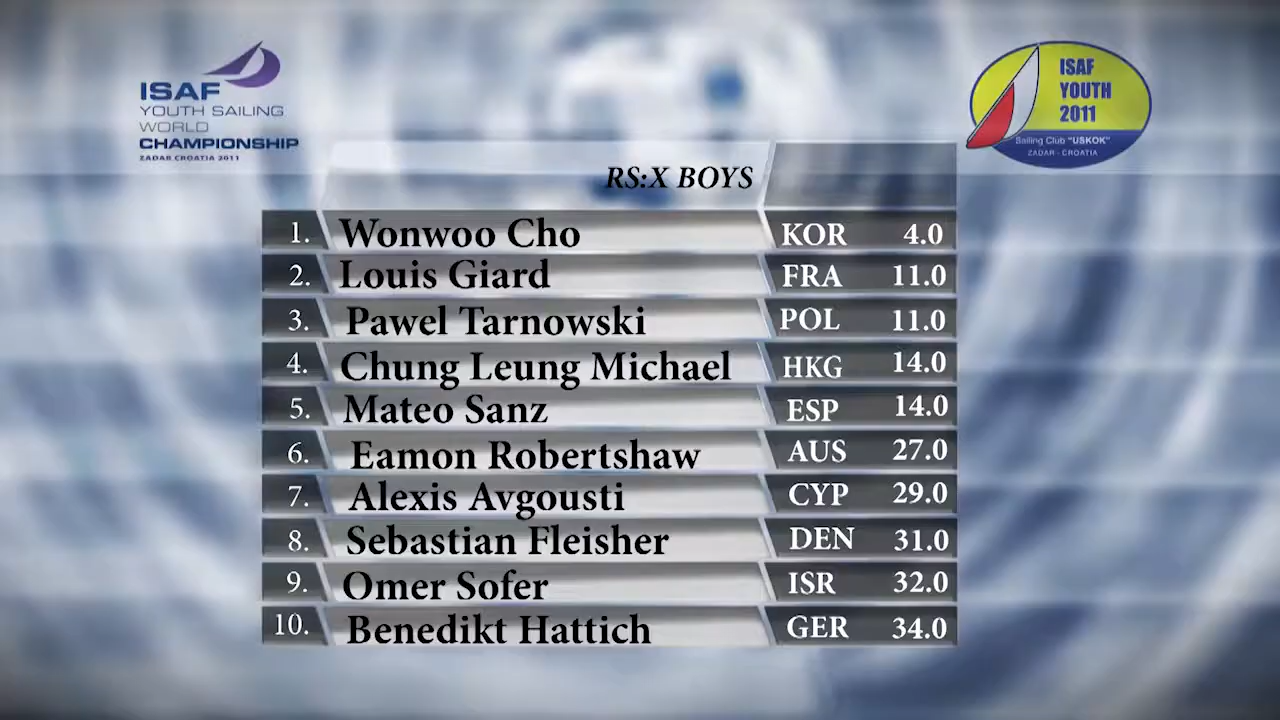 ISAF
YOUTH SAILING
WORLD
CHAMPIONSHIP
ZADAR CROATIA 2011
ISAF
YOUTH
2011
Sailing Club "USKOK"
ZADAR - CROATIA
RS:X BOYS
1. Wonwoo Cho KOR 4.0
2. Louis Giard FRA 11.0
3. Pawel Tarnowski POL 11.0
4. Chung Leung Michael HKG 14.0
5. Mateo Sanz ESP 14.0
6. Eamon Robertshaw AUS 27.0
7. Alexis Avgousti CYP 29.0
8. Sebastian Fleisher DEN 31.0
9. Omer Sofer ISR 32.0
10. Benedikt Hattich GER 34.0